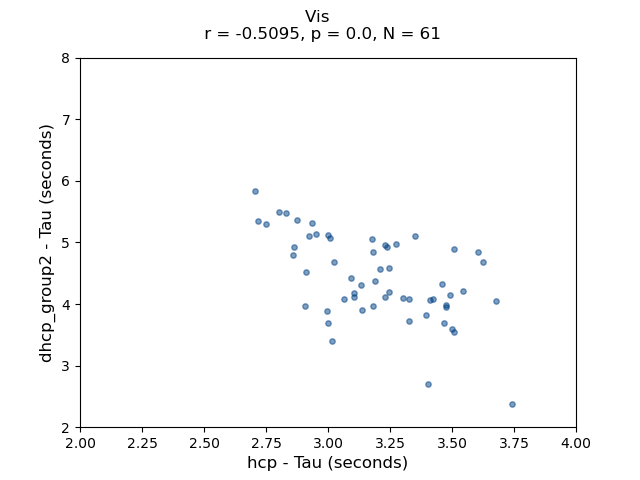 Vis
r = -0.5095, p = 0.0, N = 61
8
7
6
5
4
3
2
dhcp_group2 - Tau (seconds)
2.00 2.25 2.50 2.75 3.00 3.25 3.50 3.75 4.00
hcp - Tau (seconds)